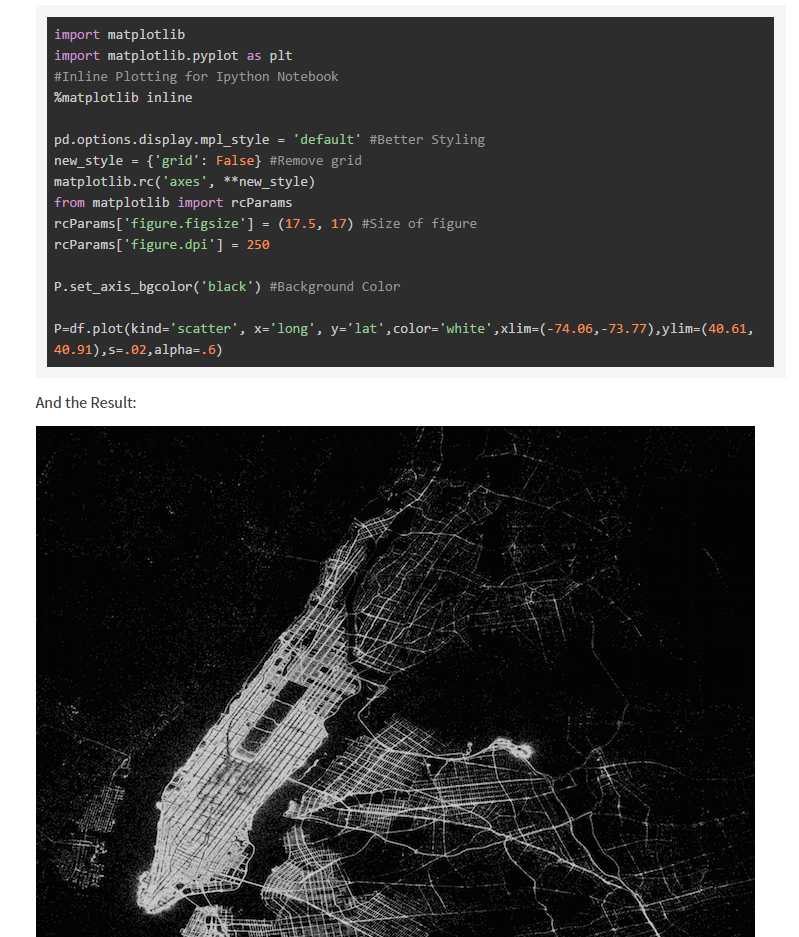 import matplotlib
import matplotlib.pyplot as plt
#Inline Plotting for Ipython Notebook
%matplotlib inline
pd.options.display.mpl_style = 'default' #Better Styling
new_style = {'grid': False} #Remove grid
matplotlib.rc('axes', **new_style)
from matplotlib import rcParams
rcParams['figure.figsize'] = (17.5, 17) #Size of figure
rcParams['figure.dpi'] = 250
P.set_axis_bgcolor('black') #Background Color
P=df.plot(kind='scatter', x='long', y='lat',color='white',xlim=(-74.06,-73.77),ylim=(40.61,
40.91),s=.02,alpha=.6)
And the Result: